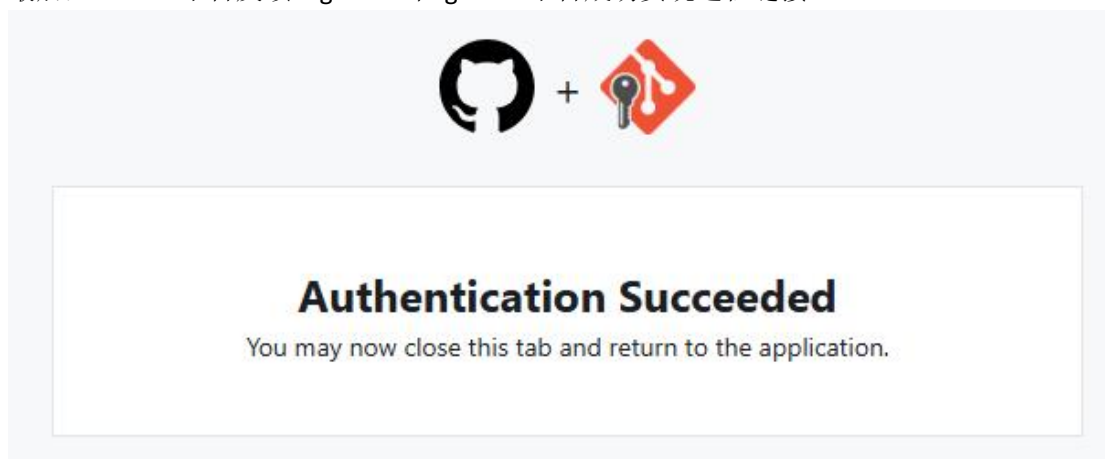 +
Authentication Succeeded
You may now close this tab and return to the application.